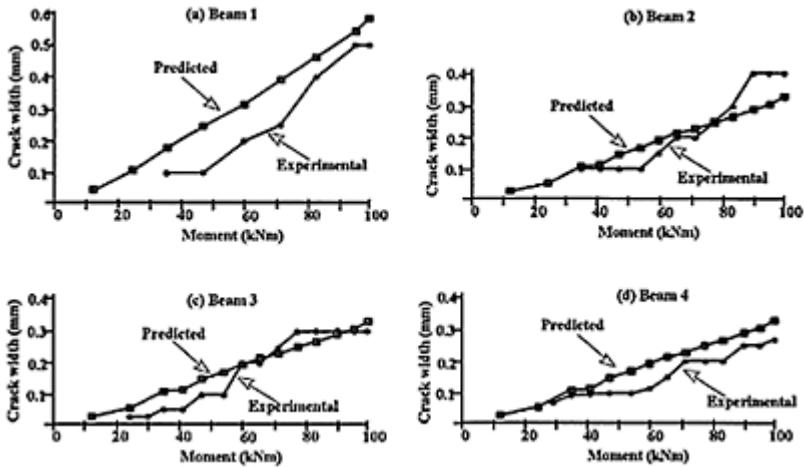 (a) Beam 1
Crack width (mm)
0.6
0.5
0.4
0.3
0.2
0.1
Predicted
Experimental
0 20 40 60 80 100
Moment (kNm)
(b) Beam 2
Crack width (mm)
0.4
0.3
0.2
0.1
Predicted
Experimental
0 20 40 60 80 100
Moment (kNm)
(c) Beam 3
Crack width (mm)
0.4
0.3
0.2
0.1
Predicted
Experimental
0 20 40 60 80 100
Moment (kNm)
(d) Beam 4
Crack width (mm)
0.4
0.3
0.2
0.1
Predicted
Experimental
0 20 40 60 80 100
Moment (kNm)